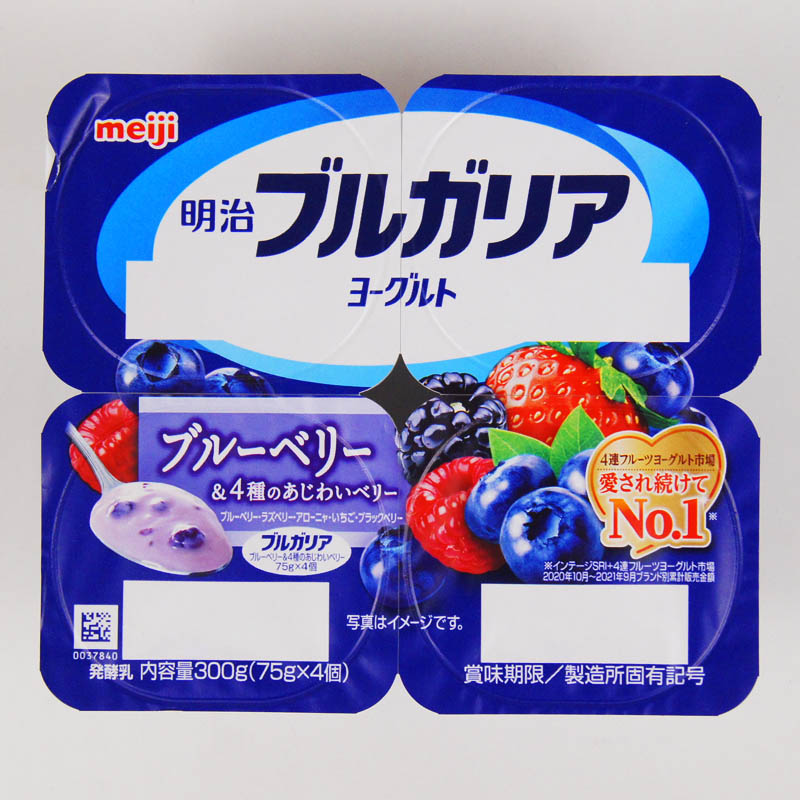 meiji
明治 ブルガリア
ヨーグルト
ブルーベリー
&4種のあじわいベリー
ブルーベリー・ラズベリー・アローニャ・いちご・ブラックベリー
ブルガリア
ブルーベリー&4種のあじわいベリー
75g×4個
4連フルーツヨーグルト市場
愛され続けて
No.1※
※インテージSRI+4連フルーツヨーグルト市場
2020年10月~2021年9月ブランド別累計販売金額
写真はイメージです。
0037840
発酵乳 内容量300g(75g×4個)
賞味期限/製造所固有記号